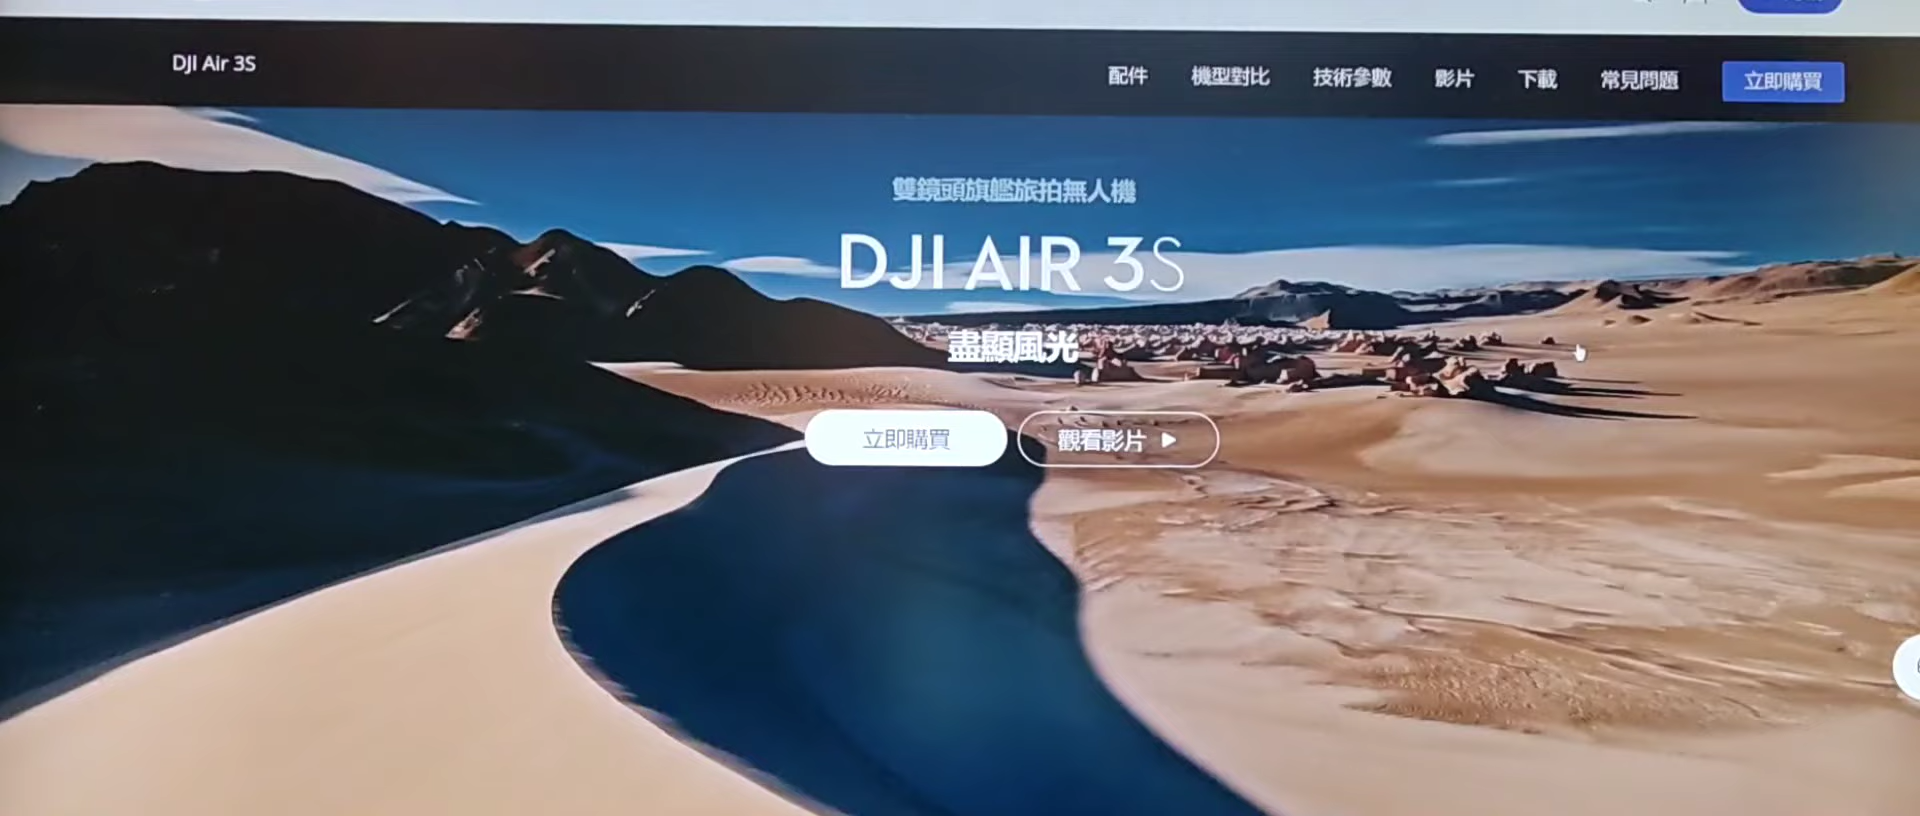 DJI Air 3S
配件 機型對比 技術參數 影片 下載 常見問題 立即購買
雙鏡頭旗艦旅拍無人機
DJI AIR 3S
盡顯風光
立即購買 觀看影片